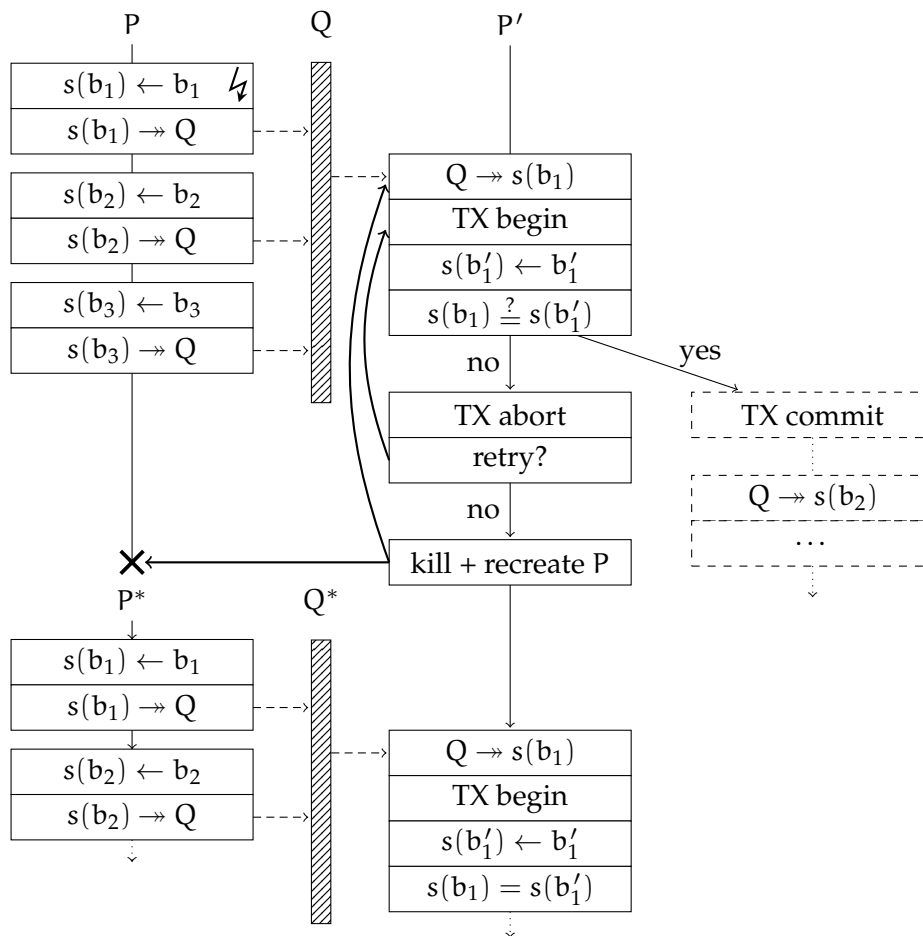 P
Q
P′
s(b₁) ← b₁
s(b₁) ↠ Q
s(b₂) ← b₂
s(b₂) ↠ Q
s(b₃) ← b₃
s(b₃) ↠ Q
Q ↠ s(b₁)
TX begin
s(b′₁) ← b′₁
s(b₁) ≟ s(b′₁)
no
yes
TX abort
retry?
no
TX commit
Q ↠ s(b₂)
...
kill + recreate P
P*
Q*
s(b₁) ← b₁
s(b₁) ↠ Q
s(b₂) ← b₂
s(b₂) ↠ Q
Q ↠ s(b₁)
TX begin
s(b′₁) ← b′₁
s(b₁) = s(b′₁)